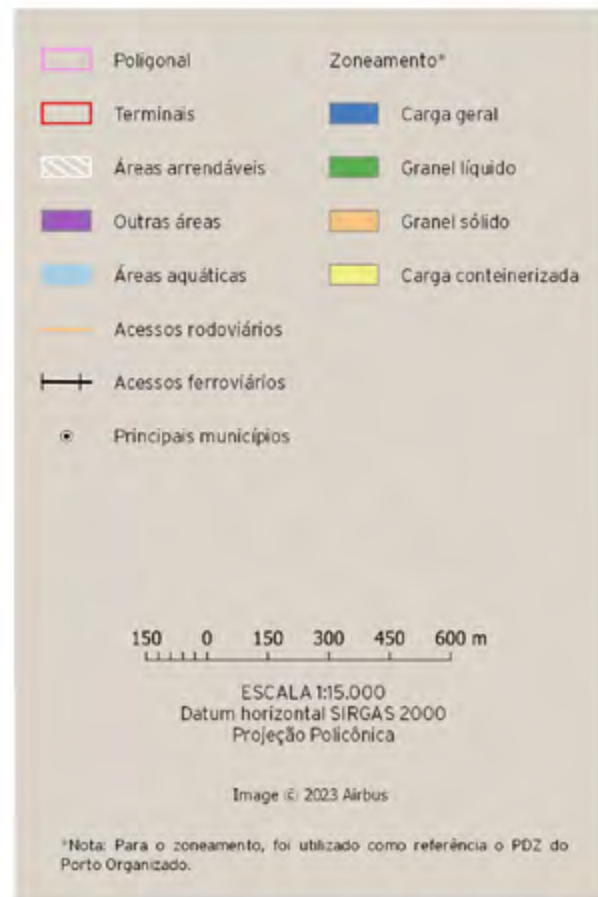 Poligonal
Terminais
Áreas arrendáveis
Outras áreas
Áreas aquáticas
Acessos rodoviários
Acessos ferroviários
Principais municípios
Zoneamento*
Carga geral
Granel líquido
Granel sólido
Carga conteinerizada
150 0 150 300 450 600 m
ESCALA 1:15.000
Datum horizontal SIRGAS 2000
Projeção Policônica
Image © 2023 Airbus
*Nota: Para o zoneamento, foi utilizado como referência o PDZ do
Porto Organizado.